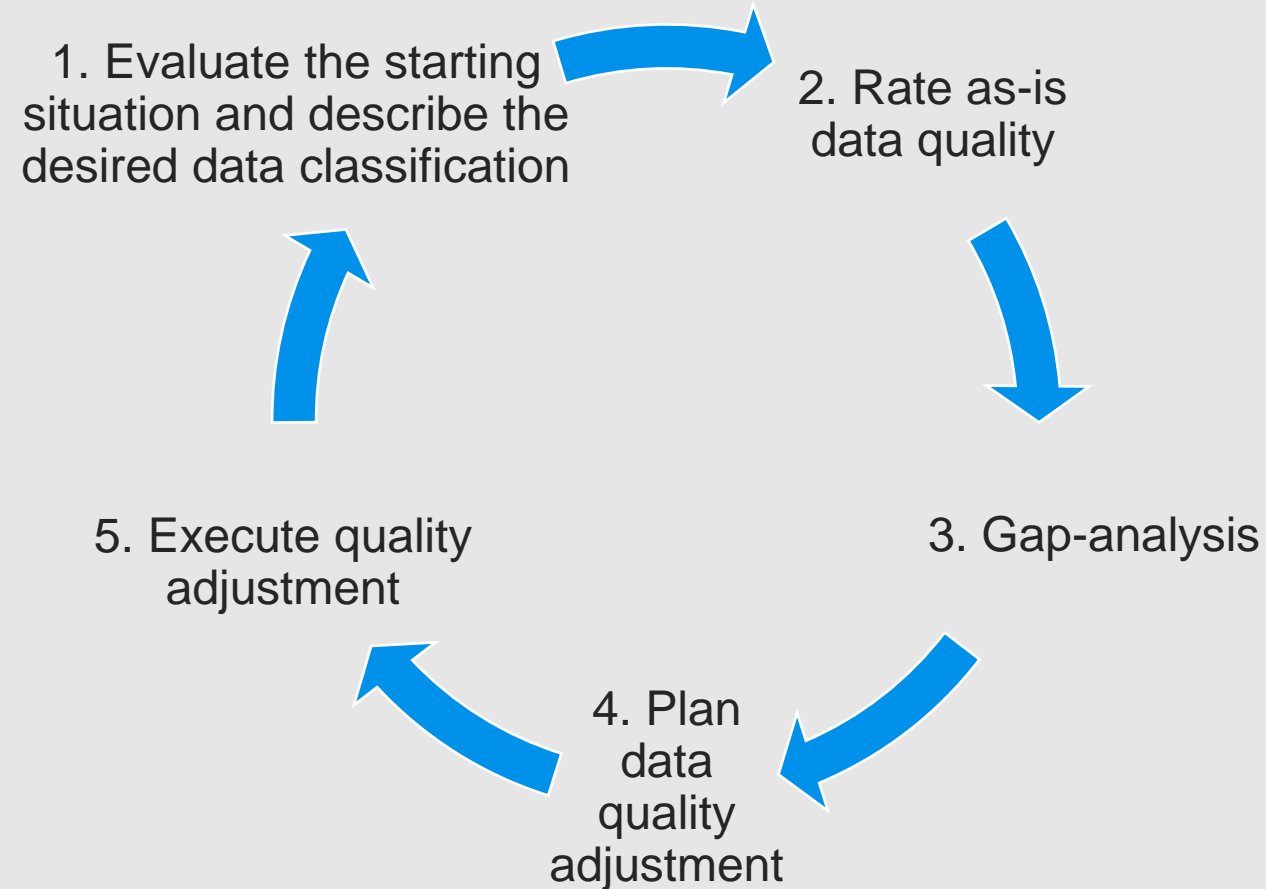 1. Evaluate the starting
situation and describe the
desired data classification
2. Rate as-is
data quality
3. Gap-analysis
4. Plan
data
quality
adjustment
5. Execute quality
adjustment